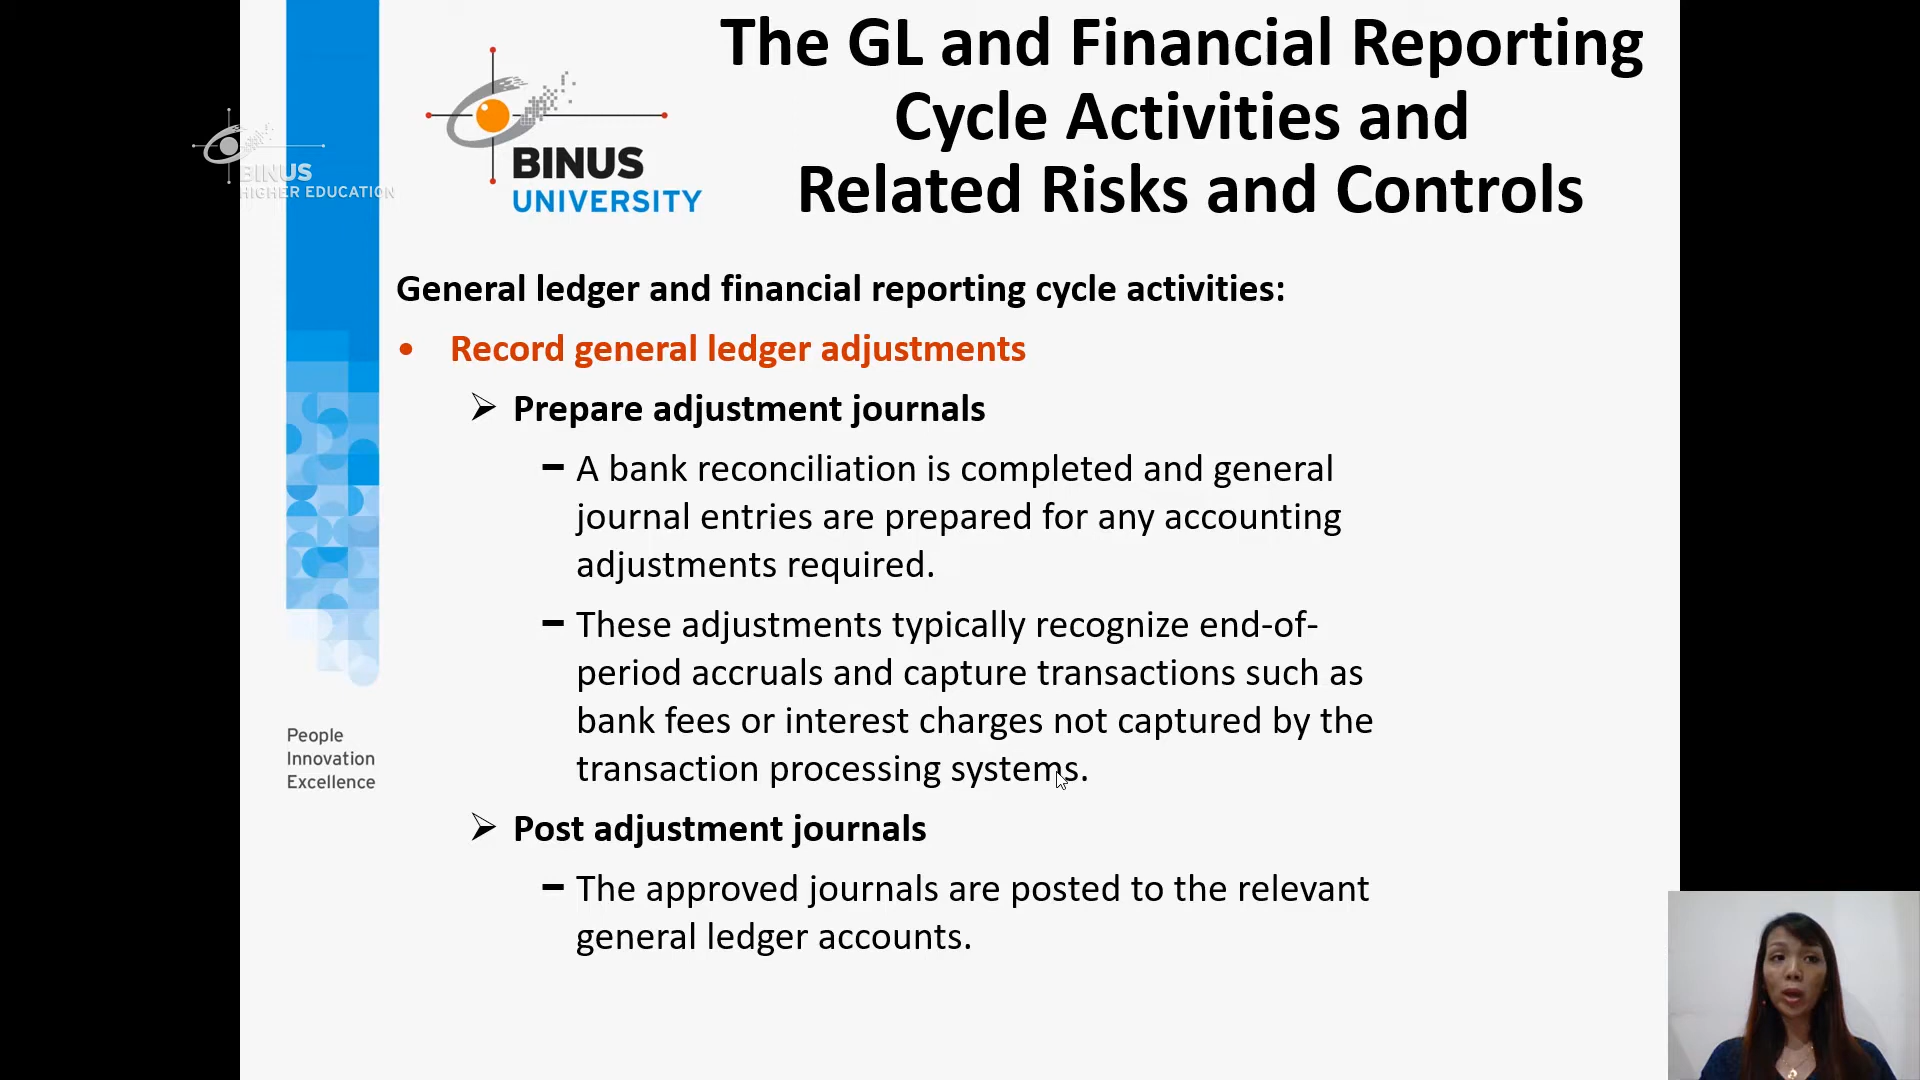 The GL and Financial Reporting
Cycle Activities and
Related Risks and Controls
BINUS
HIGHER EDUCATION
BINUS
UNIVERSITY
General ledger and financial reporting cycle activities:
• Record general ledger adjustments
➢ Prepare adjustment journals
– A bank reconciliation is completed and general
journal entries are prepared for any accounting
adjustments required.
– These adjustments typically recognize end-of-
period accruals and capture transactions such as
bank fees or interest charges not captured by the
transaction processing systems.
➢ Post adjustment journals
– The approved journals are posted to the relevant
general ledger accounts.
People
Innovation
Excellence